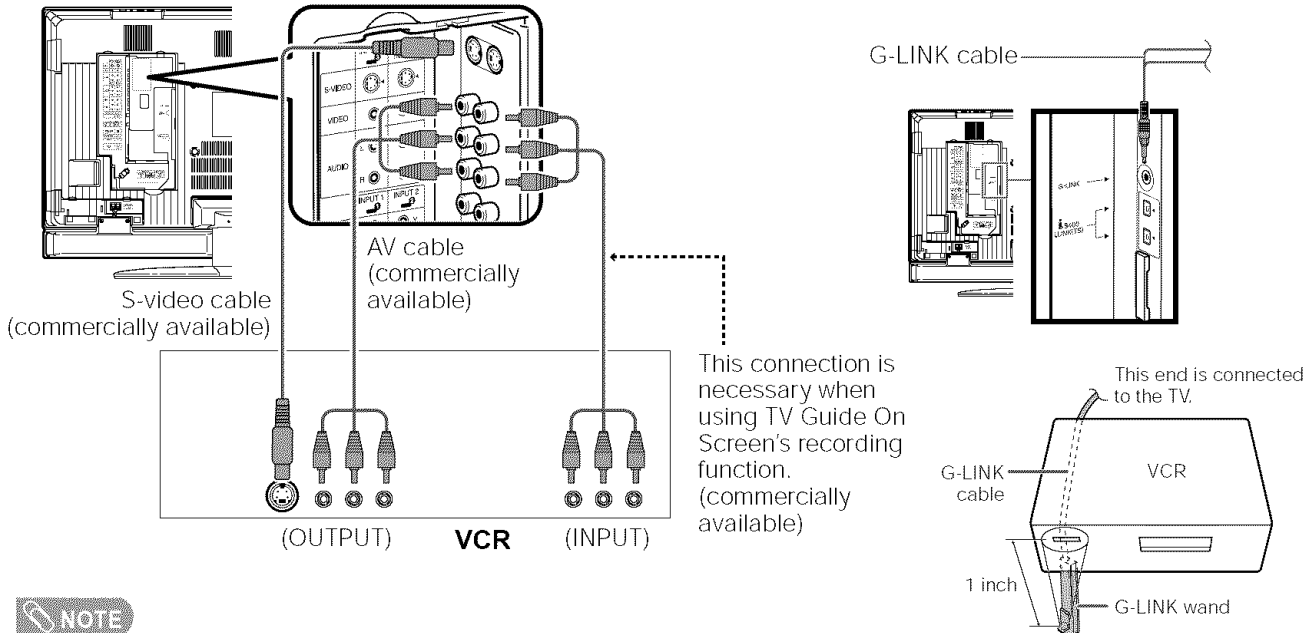 S-VIDEO
VIDEO
L
AUDIO
R
INPUT 1
INPUT 2
Y
AV cable
(commercially
available)
S-video cable
(commercially available)
(OUTPUT)
VCR
(INPUT)
This connection is
necessary when
using TV Guide On
Screen's recording
function.
(commercially
available)
G-LINK cable
G-LINK
This end is connected
to the TV.
G-LINK
cable
VCR
1 inch
G-LINK wand
NOTE